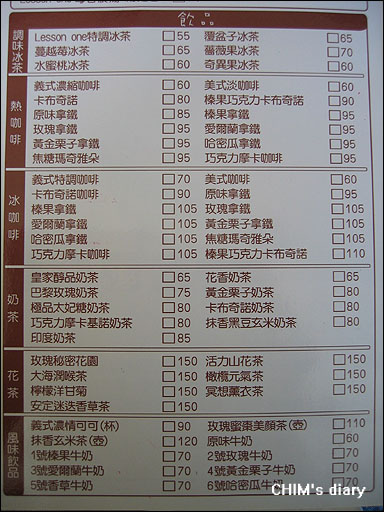 飲品
調味冰茶
Lesson one特調冰茶 □55 覆盆子冰茶 □65
蔓越莓冰茶 □60 薔薇果冰茶 □70
水蜜桃冰茶 □60 奇異果冰茶 □60
熱咖啡
義式濃縮咖啡 □60 美式淡咖啡 □60
卡布奇諾 □80 榛果巧克力卡布奇諾 □90
原味拿鐵 □85 榛果拿鐵 □95
玫瑰拿鐵 □95 愛爾蘭拿鐵 □95
黃金栗子拿鐵 □95 哈密瓜拿鐵 □95
焦糖瑪奇雅朵 □95 巧克力摩卡咖啡 □95
冰咖啡
義式特調咖啡 □70 美式咖啡 □60
卡布奇諾咖啡 □90 原味拿鐵 □95
榛果拿鐵 □105 玫瑰拿鐵 □105
愛爾蘭拿鐵 □105 黃金栗子拿鐵 □105
哈密瓜拿鐵 □105 焦糖瑪奇雅朵 □105
巧克力摩卡咖啡 □105 榛果巧克力卡布奇諾 □110
奶茶
皇家醇品奶茶 □65 花香奶茶 □65
巴黎玫瑰奶茶 □75 黃金栗子奶茶 □80
極品太妃糖奶茶 □80 卡布奇諾奶茶 □80
巧克力摩卡基諾奶茶 □80 抹香黑豆玄米奶茶 □80
印度奶茶 □85
花茶
玫瑰秘密花園 □150 活力山花茶 □150
大海潤喉茶 □150 橄欖元氣茶 □150
檸檬洋甘菊 □150 冥想薰衣茶 □150
安定迷迭香草茶 □150
風味飲品
義式濃情可可(杯) □90 玫瑰蜜棗美顏茶(壺) □110
抹香玄米茶(壺) □120 原味牛奶 □60
1號榛果牛奶 □70 2號玫瑰牛奶 □70
3號愛爾蘭牛奶 □70 4號黃金栗子牛奶 □70
5號香草牛奶 □70 6號哈密瓜牛奶 □70
CHIM's diary